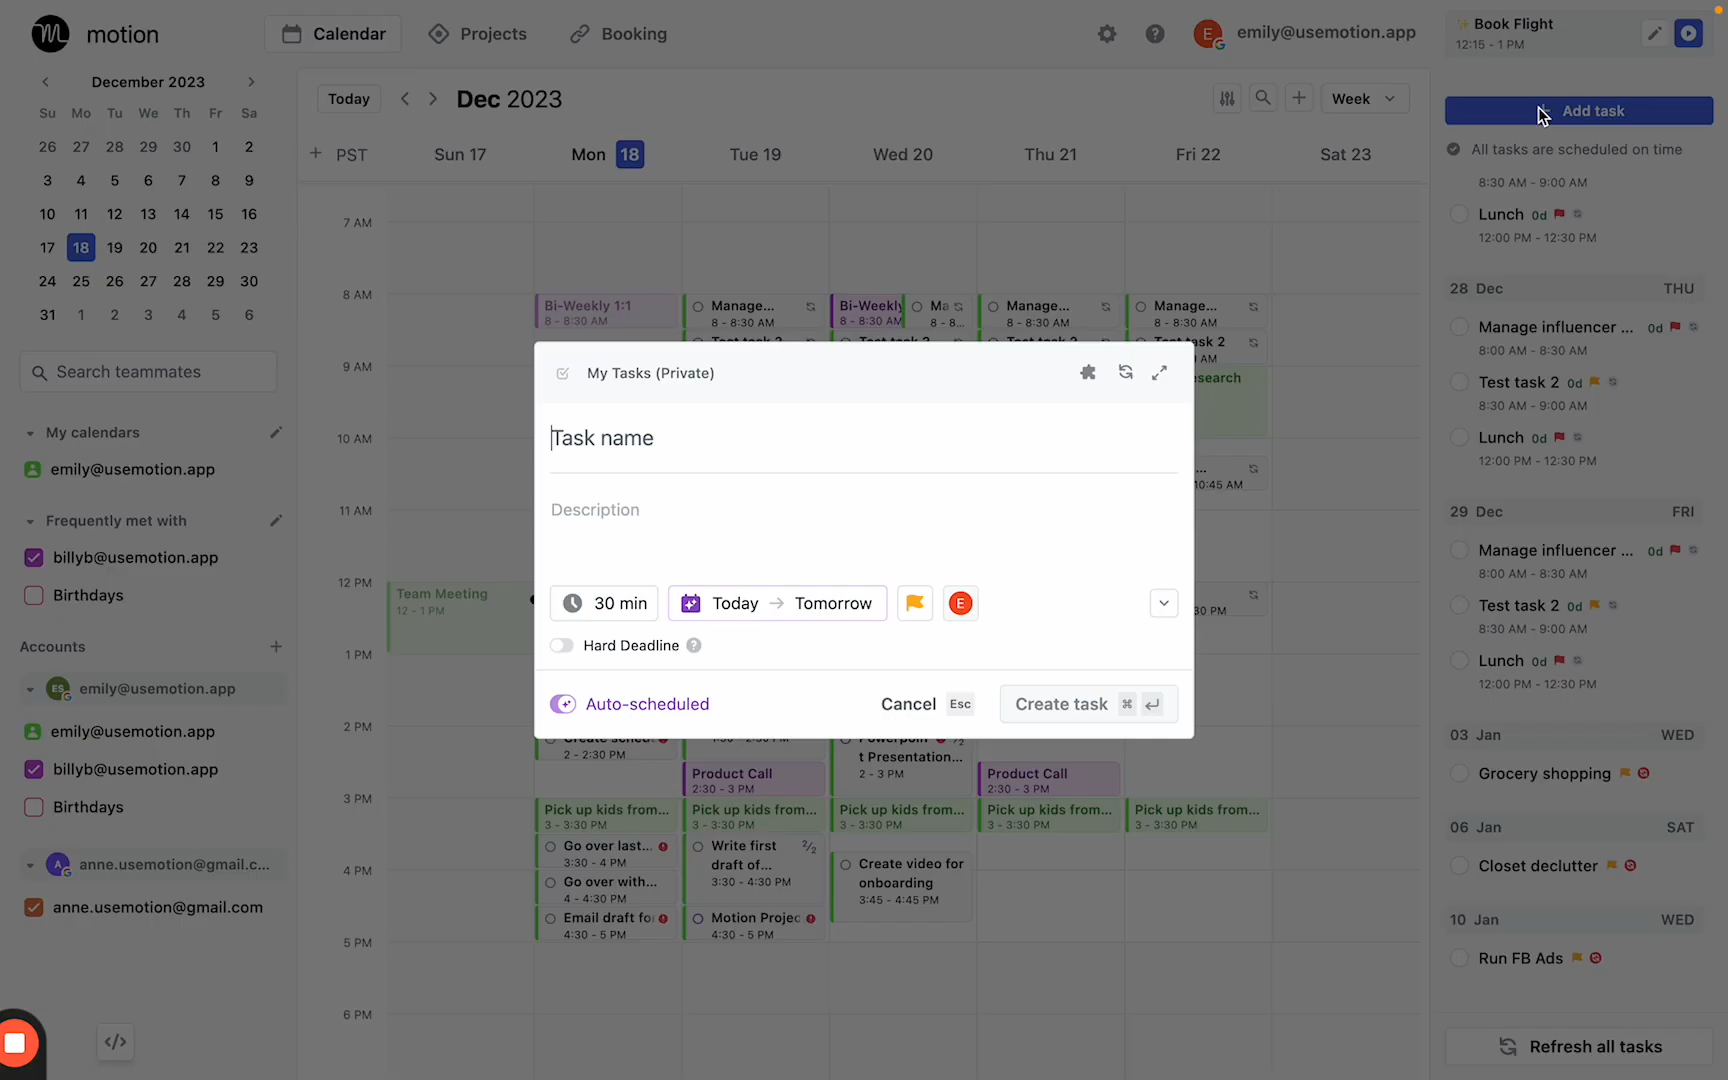 motion
Calendar
Projects
Booking
E
emily@usemotion.app
Book Flight
12:15 - 1 PM
December 2023
Su Mo Tu We Th Fr Sa
26 27 28 29 30 1 2
3 4 5 6 7 8 9
10 11 12 13 14 15 16
17 18 19 20 21 22 23
24 25 26 27 28 29 30
31 1 2 3 4 5 6
Search teammates
My calendars
emily@usemotion.app
Frequently met with
billyb@usemotion.app
Birthdays
Accounts
ES emily@usemotion.app
emily@usemotion.app
billyb@usemotion.app
Birthdays
A anne.usemotion@gmail.c...
anne.usemotion@gmail.com
Today
Dec 2023
Week
PST
Sun 17
Mon 18
Tue 19
Wed 20
Thu 21
Fri 22
Sat 23
7 AM
8 AM
9 AM
10 AM
11 AM
12 PM
1 PM
2 PM
3 PM
4 PM
5 PM
6 PM
Team Meeting
12 - 1 PM
Bi-Weekly 1:1
8 - 8:30 AM
2 - 2:30 PM
Pick up kids from...
3 - 3:30 PM
Go over last...
3:30 - 4 PM
Go over with...
4 - 4:30 PM
Email draft fo
4:30 - 5 PM
Manage...
8 - 8:30 AM
Test task 2
Product Call
2:30 - 3 PM
Pick up kids from...
3 - 3:30 PM
Write first 2/2
draft of...
3:30 - 4:30 PM
Motion Projec
4:30 - 5 PM
Bi-Weekly
8 - 8:30 AM
Ma
8 - 8...
Test task 2
Powerpoin
t Presentation...
2 - 3 PM
Pick up kids from...
3 - 3:30 PM
Create video for
onboarding
3:45 - 4:45 PM
Manage...
8 - 8:30 AM
Test task 2
Product Call
2:30 - 3 PM
Pick up kids from...
3 - 3:30 PM
Manage...
8 - 8:30 AM
task 2
AM
search
...
10:45 AM
30 PM
Pick up kids from...
3 - 3:30 PM
My Tasks (Private)
Task name
Description
30 min
Today → Tomorrow
E
Hard Deadline ?
Auto-scheduled
Cancel Esc
Create task ⌘ ↵
Add task
All tasks are scheduled on time
8:30 AM - 9:00 AM
Lunch 0d
12:00 PM - 12:30 PM
28 Dec THU
Manage influencer ... 0d
8:00 AM - 8:30 AM
Test task 2 0d
8:30 AM - 9:00 AM
Lunch 0d
12:00 PM - 12:30 PM
29 Dec FRI
Manage influencer ... 0d
8:00 AM - 8:30 AM
Test task 2 0d
8:30 AM - 9:00 AM
Lunch 0d
12:00 PM - 12:30 PM
03 Jan WED
Grocery shopping
06 Jan SAT
Closet declutter
10 Jan WED
Run FB Ads
Refresh all tasks